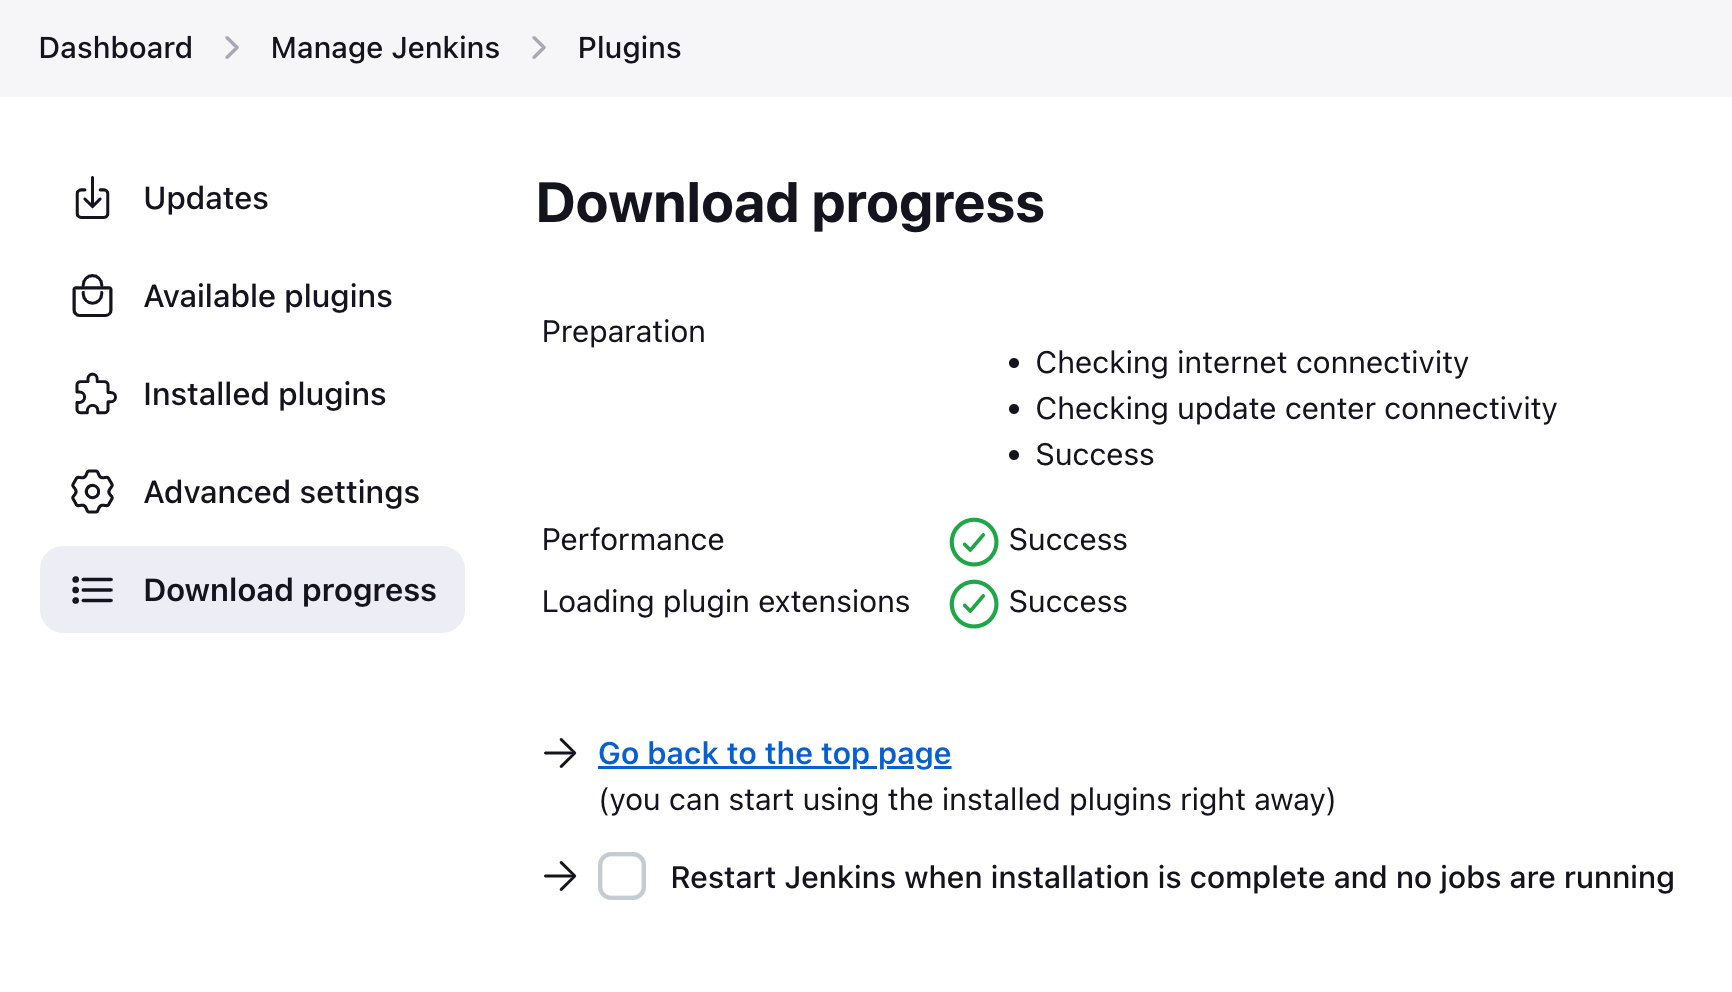 Dashboard > Manage Jenkins > Plugins
Updates
Available plugins
Installed plugins
Advanced settings
Download progress
Download progress
Preparation
• Checking internet connectivity
• Checking update center connectivity
• Success
Performance Success
Loading plugin extensions Success
→ Go back to the top page
(you can start using the installed plugins right away)
→ Restart Jenkins when installation is complete and no jobs are running